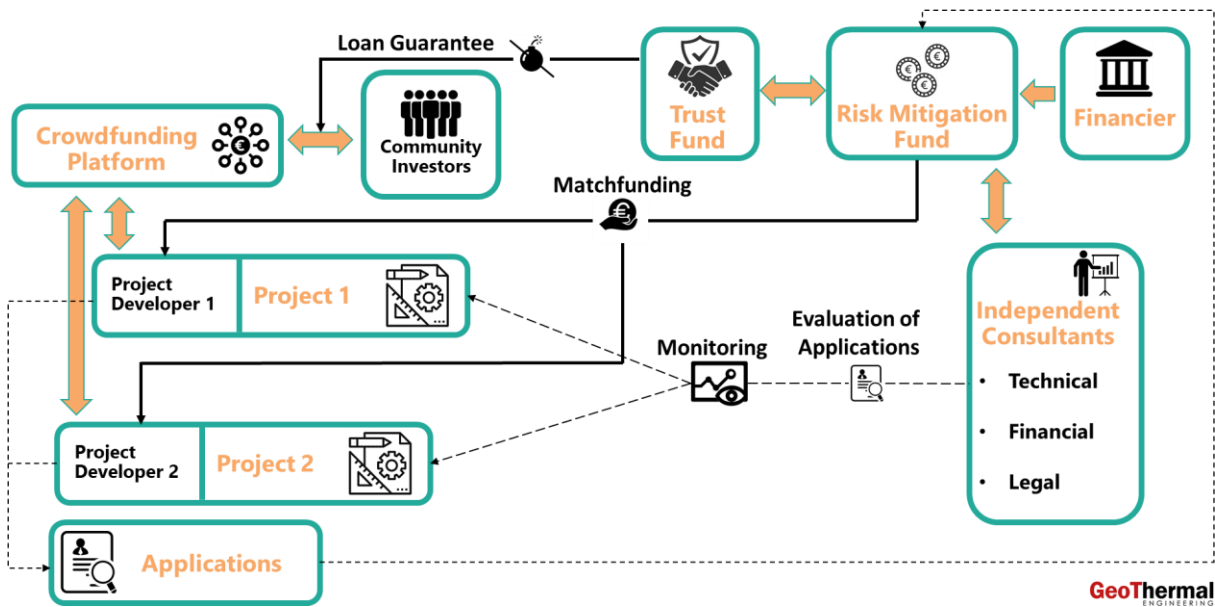 Loan Guarantee
Crowdfunding
Platform
Community
Investors
Trust
Fund
Risk Mitigation
Fund
Financier
Matchfunding
Project
Developer 1
Project 1
Monitoring
Evaluation of
Applications
Independent
Consultants
• Technical
• Financial
• Legal
Project
Developer 2
Project 2
Applications
GeoThermal
ENGINEERING